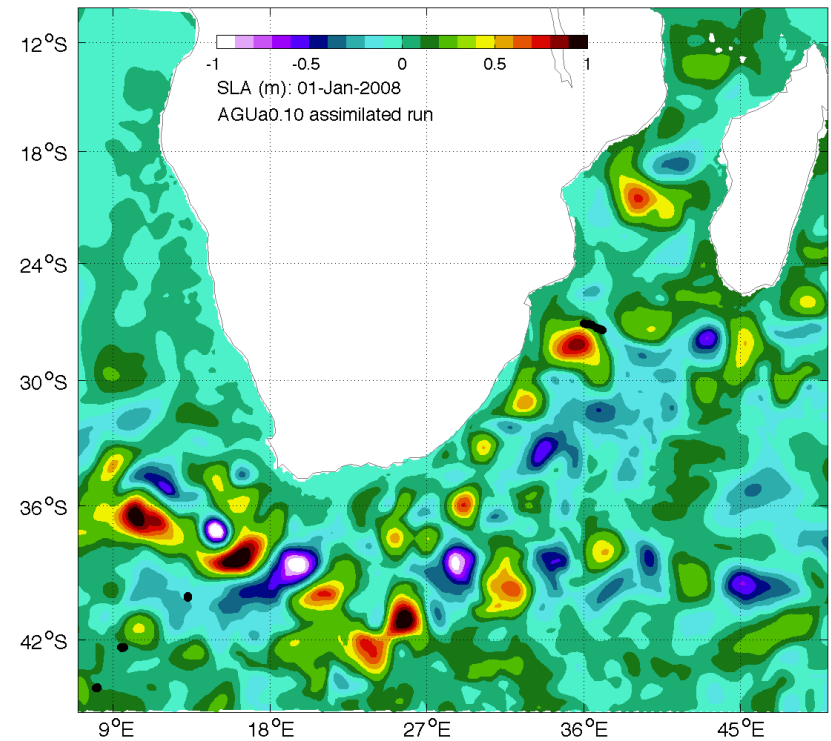 12°S
-1 -0.5 0 0.5 1
SLA (m): 01-Jan-2008
AGUa0.10 assimilated run
18°S
24°S
30°S
36°S
42°S
9°E 18°E 27°E 36°E 45°E